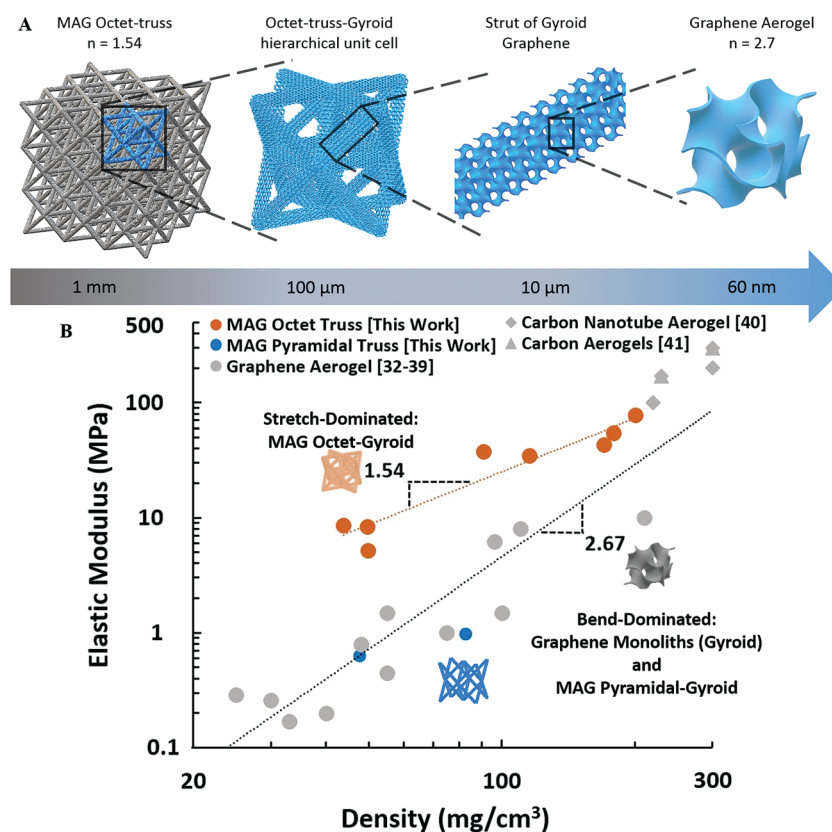 A
MAG Octet-truss
n = 1.54
Octet-truss-Gyroid
hierarchical unit cell
Strut of Gyroid
Graphene
Graphene Aerogel
n = 2.7
1 mm
100 µm
10 µm
60 nm
B
MAG Octet Truss [This Work]
MAG Pyramidal Truss [This Work]
Graphene Aerogel [32-39]
Carbon Nanotube Aerogel [40]
Carbon Aerogels [41]
Stretch-Dominated:
MAG Octet-Gyroid
1.54
2.67
Bend-Dominated:
Graphene Monoliths (Gyroid)
and
MAG Pyramidal-Gyroid
Elastic Modulus (MPa)
500
100
10
1
0.1
20
100
300
Density (mg/cm³)